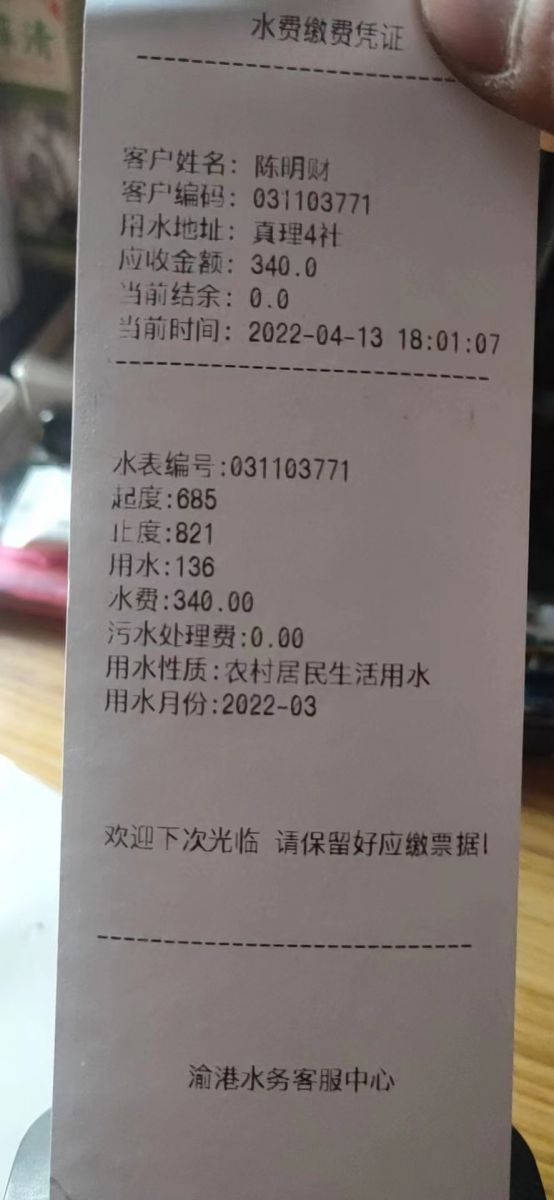 水费缴费凭证
客户姓名: 陈明财
客户编码: 031103771
用水地址: 真理4社
应收金额: 340.0
当前结余: 0.0
当前时间: 2022-04-13 18:01:07
水表编号:031103771
起度:685
止度:821
用水:136
水费:340.00
污水处理费:0.00
用水性质:农村居民生活用水
用水月份:2022-03
欢迎下次光临 请保留好应缴票据!
渝港水务客服中心